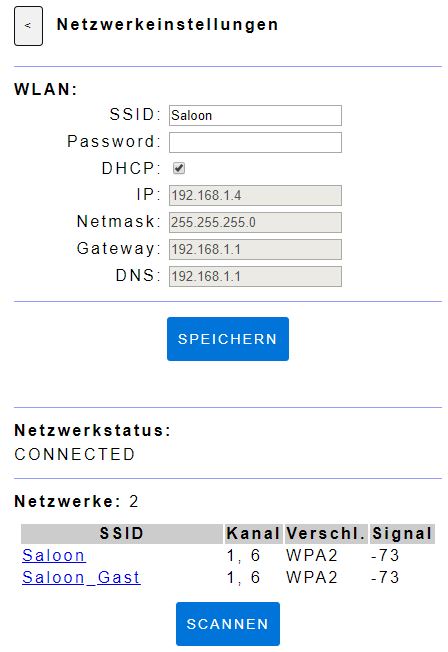 < Netzwerkeinstellungen
WLAN:
SSID: Saloon
Password:
DHCP:
IP: 192.168.1.4
Netmask: 255.255.255.0
Gateway: 192.168.1.1
DNS: 192.168.1.1
SPEICHERN
Netzwerkstatus:
CONNECTED
Netzwerke: 2
SSID Kanal Verschl. Signal
Saloon 1, 6 WPA2 -73
Saloon_Gast 1, 6 WPA2 -73
SCANNEN